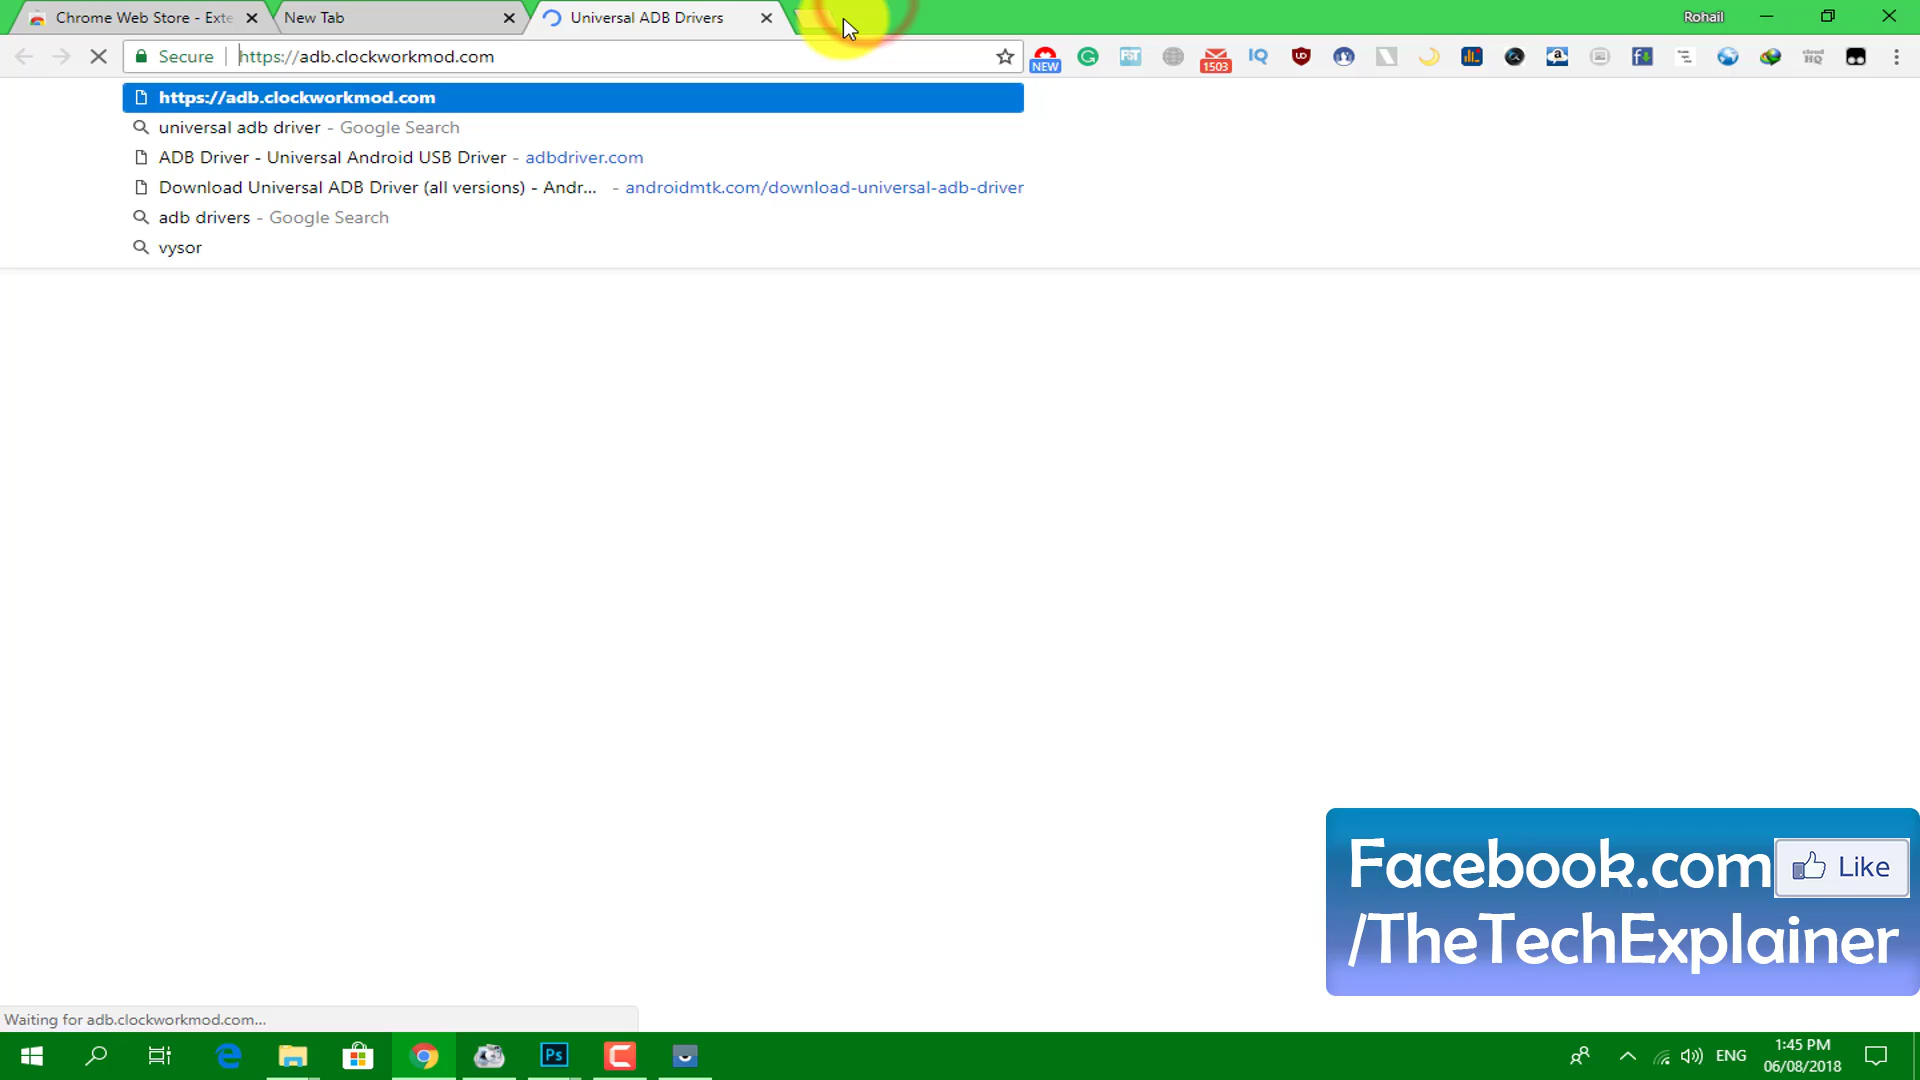 Chrome Web Store - Exte
New Tab
Universal ADB Drivers
Rohail
Secure
https://adb.clockworkmod.com
NEW
1503
https://adb.clockworkmod.com
universal adb driver - Google Search
ADB Driver - Universal Android USB Driver - adbdriver.com
Download Universal ADB Driver (all versions) - Andr... - androidmtk.com/download-universal-adb-driver
adb drivers - Google Search
vysor
Facebook.com
Like
/TheTechExplainer
Waiting for adb.clockworkmod.com...
Ps
ENG
1:45 PM
06/08/2018